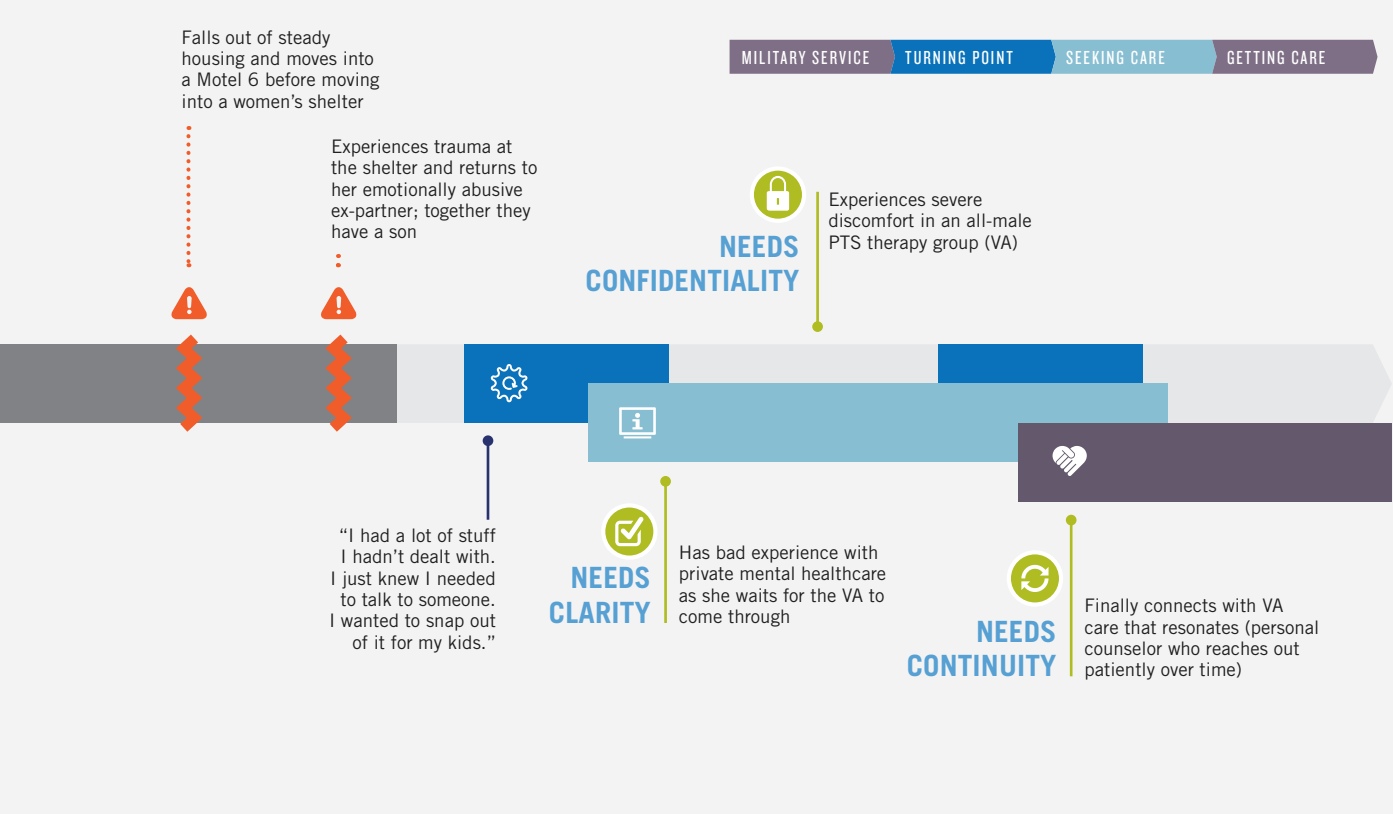 Falls out of steady
housing and moves into
a Motel 6 before moving
into a women’s shelter
MILITARY SERVICE
TURNING POINT
SEEKING CARE
GETTING CARE
Experiences trauma at
the shelter and returns to
her emotionally abusive
ex-partner; together they
have a son
NEEDS
CONFIDENTIALITY
Experiences severe
discomfort in an all-male
PTS therapy group (VA)
“I had a lot of stuff
I hadn’t dealt with.
I just knew I needed
to talk to someone.
I wanted to snap out
of it for my kids.”
NEEDS
CLARITY
Has bad experience with
private mental healthcare
as she waits for the VA to
come through
NEEDS
CONTINUITY
Finally connects with VA
care that resonates (personal
counselor who reaches out
patiently over time)